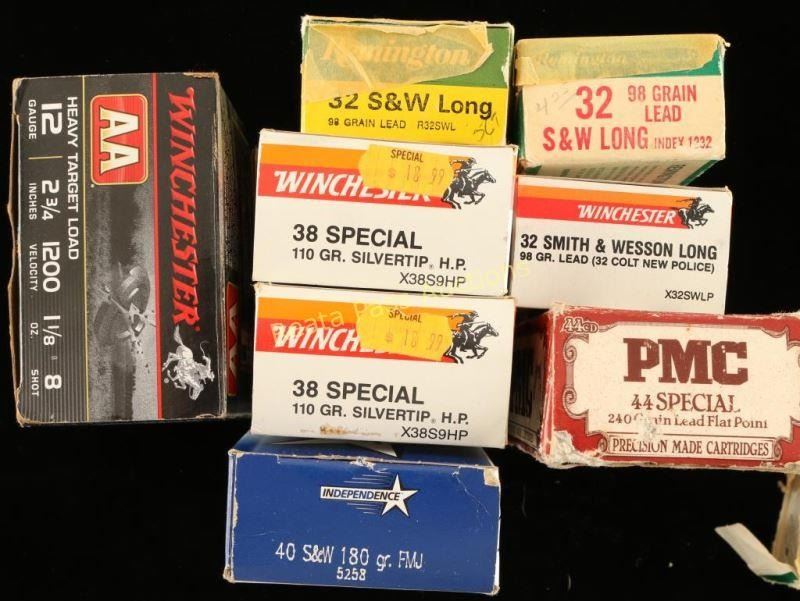 WINCHESTER
AA
HEAVY TARGET LOAD
12 2 3/4 1200 1 1/8 8
GAUGE INCHES VELOCITY OZ. SHOT
Remington
32 S&W Long
98 GRAIN LEAD R32SWL
Remington
32 98 GRAIN
LEAD
S&W LONG INDEX 1232
SPECIAL
$ 18.99
WINCHESTER
38 SPECIAL
110 GR. SILVERTIP® H.P.
X38S9HP
WINCHESTER
32 SMITH & WESSON LONG
98 GR. LEAD (32 COLT NEW POLICE)
X32SWLP
SPECIAL
$ 18.99
WINCHESTER
38 SPECIAL
110 GR. SILVERTIP® H.P.
X38S9HP
44CD
PMC
44 SPECIAL
240 Grain Lead Flat Point
PRECISION MADE CARTRIDGES
PMC
INDEPENDENCE
40 S&W 180 gr. FMJ
5258